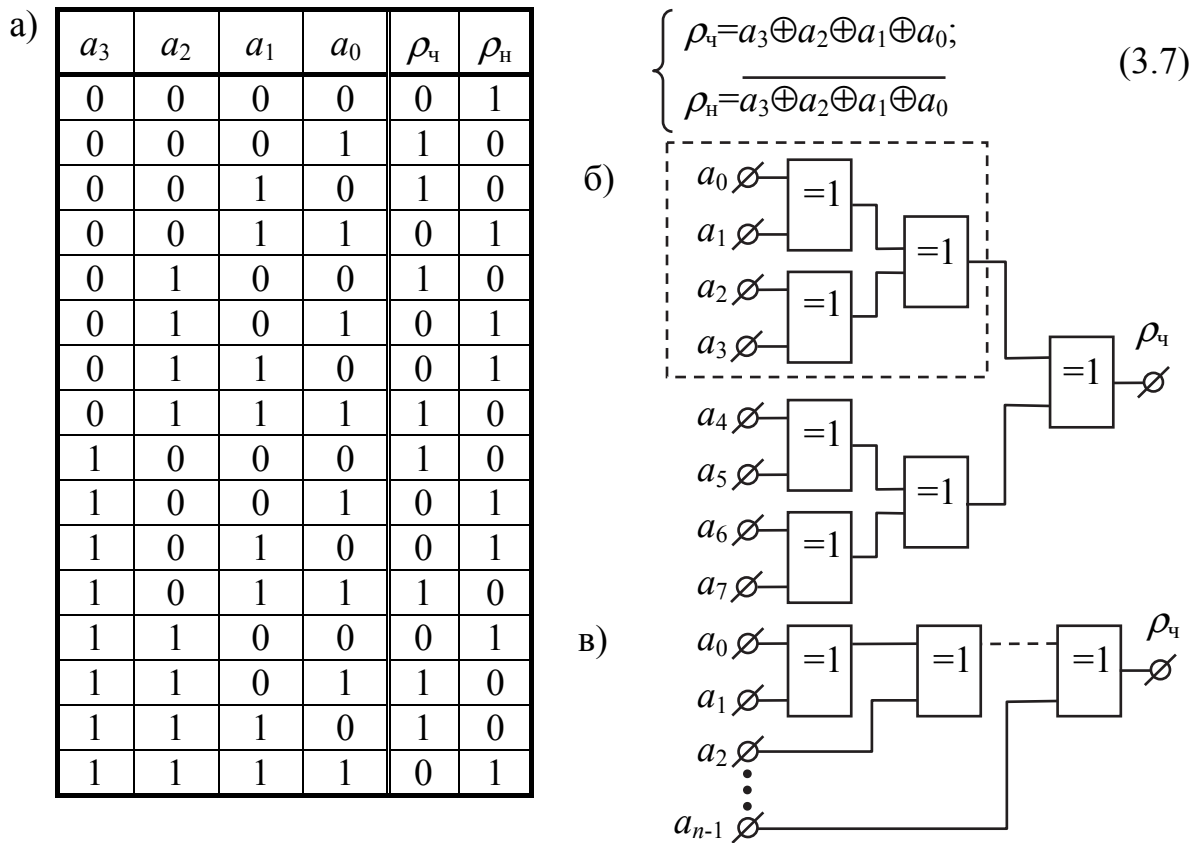 а)
a3 a2 a1 a0 ρч ρн
0 0 0 0 0 1
0 0 0 1 1 0
0 0 1 0 1 0
0 0 1 1 0 1
0 1 0 0 1 0
0 1 0 1 0 1
0 1 1 0 0 1
0 1 1 1 1 0
1 0 0 0 1 0
1 0 0 1 0 1
1 0 1 0 0 1
1 0 1 1 1 0
1 1 0 0 0 1
1 1 0 1 1 0
1 1 1 0 1 0
1 1 1 1 0 1
ρч=a3⊕a2⊕a1⊕a0;
ρн=a3⊕a2⊕a1⊕a0
(3.7)
б)
a0
=1
a1
=1
a2
=1
a3
ρч
=1
a4
=1
a5
=1
a6
=1
a7
в)
a0
=1
=1
=1
ρч
a1
a2
an-1